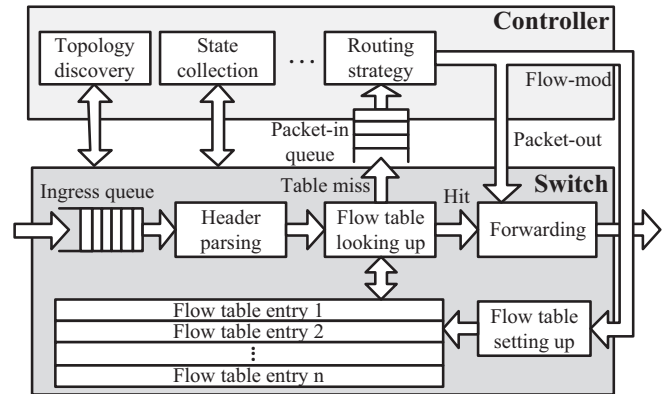 Controller
Topology
discovery
State
collection
...
Routing
strategy
Flow-mod
Packet-in
queue
Packet-out
Switch
Ingress queue
Table miss
Hit
Header
parsing
Flow table
looking up
Forwarding
Flow table entry 1
Flow table entry 2
⋮
Flow table entry n
Flow table
setting up